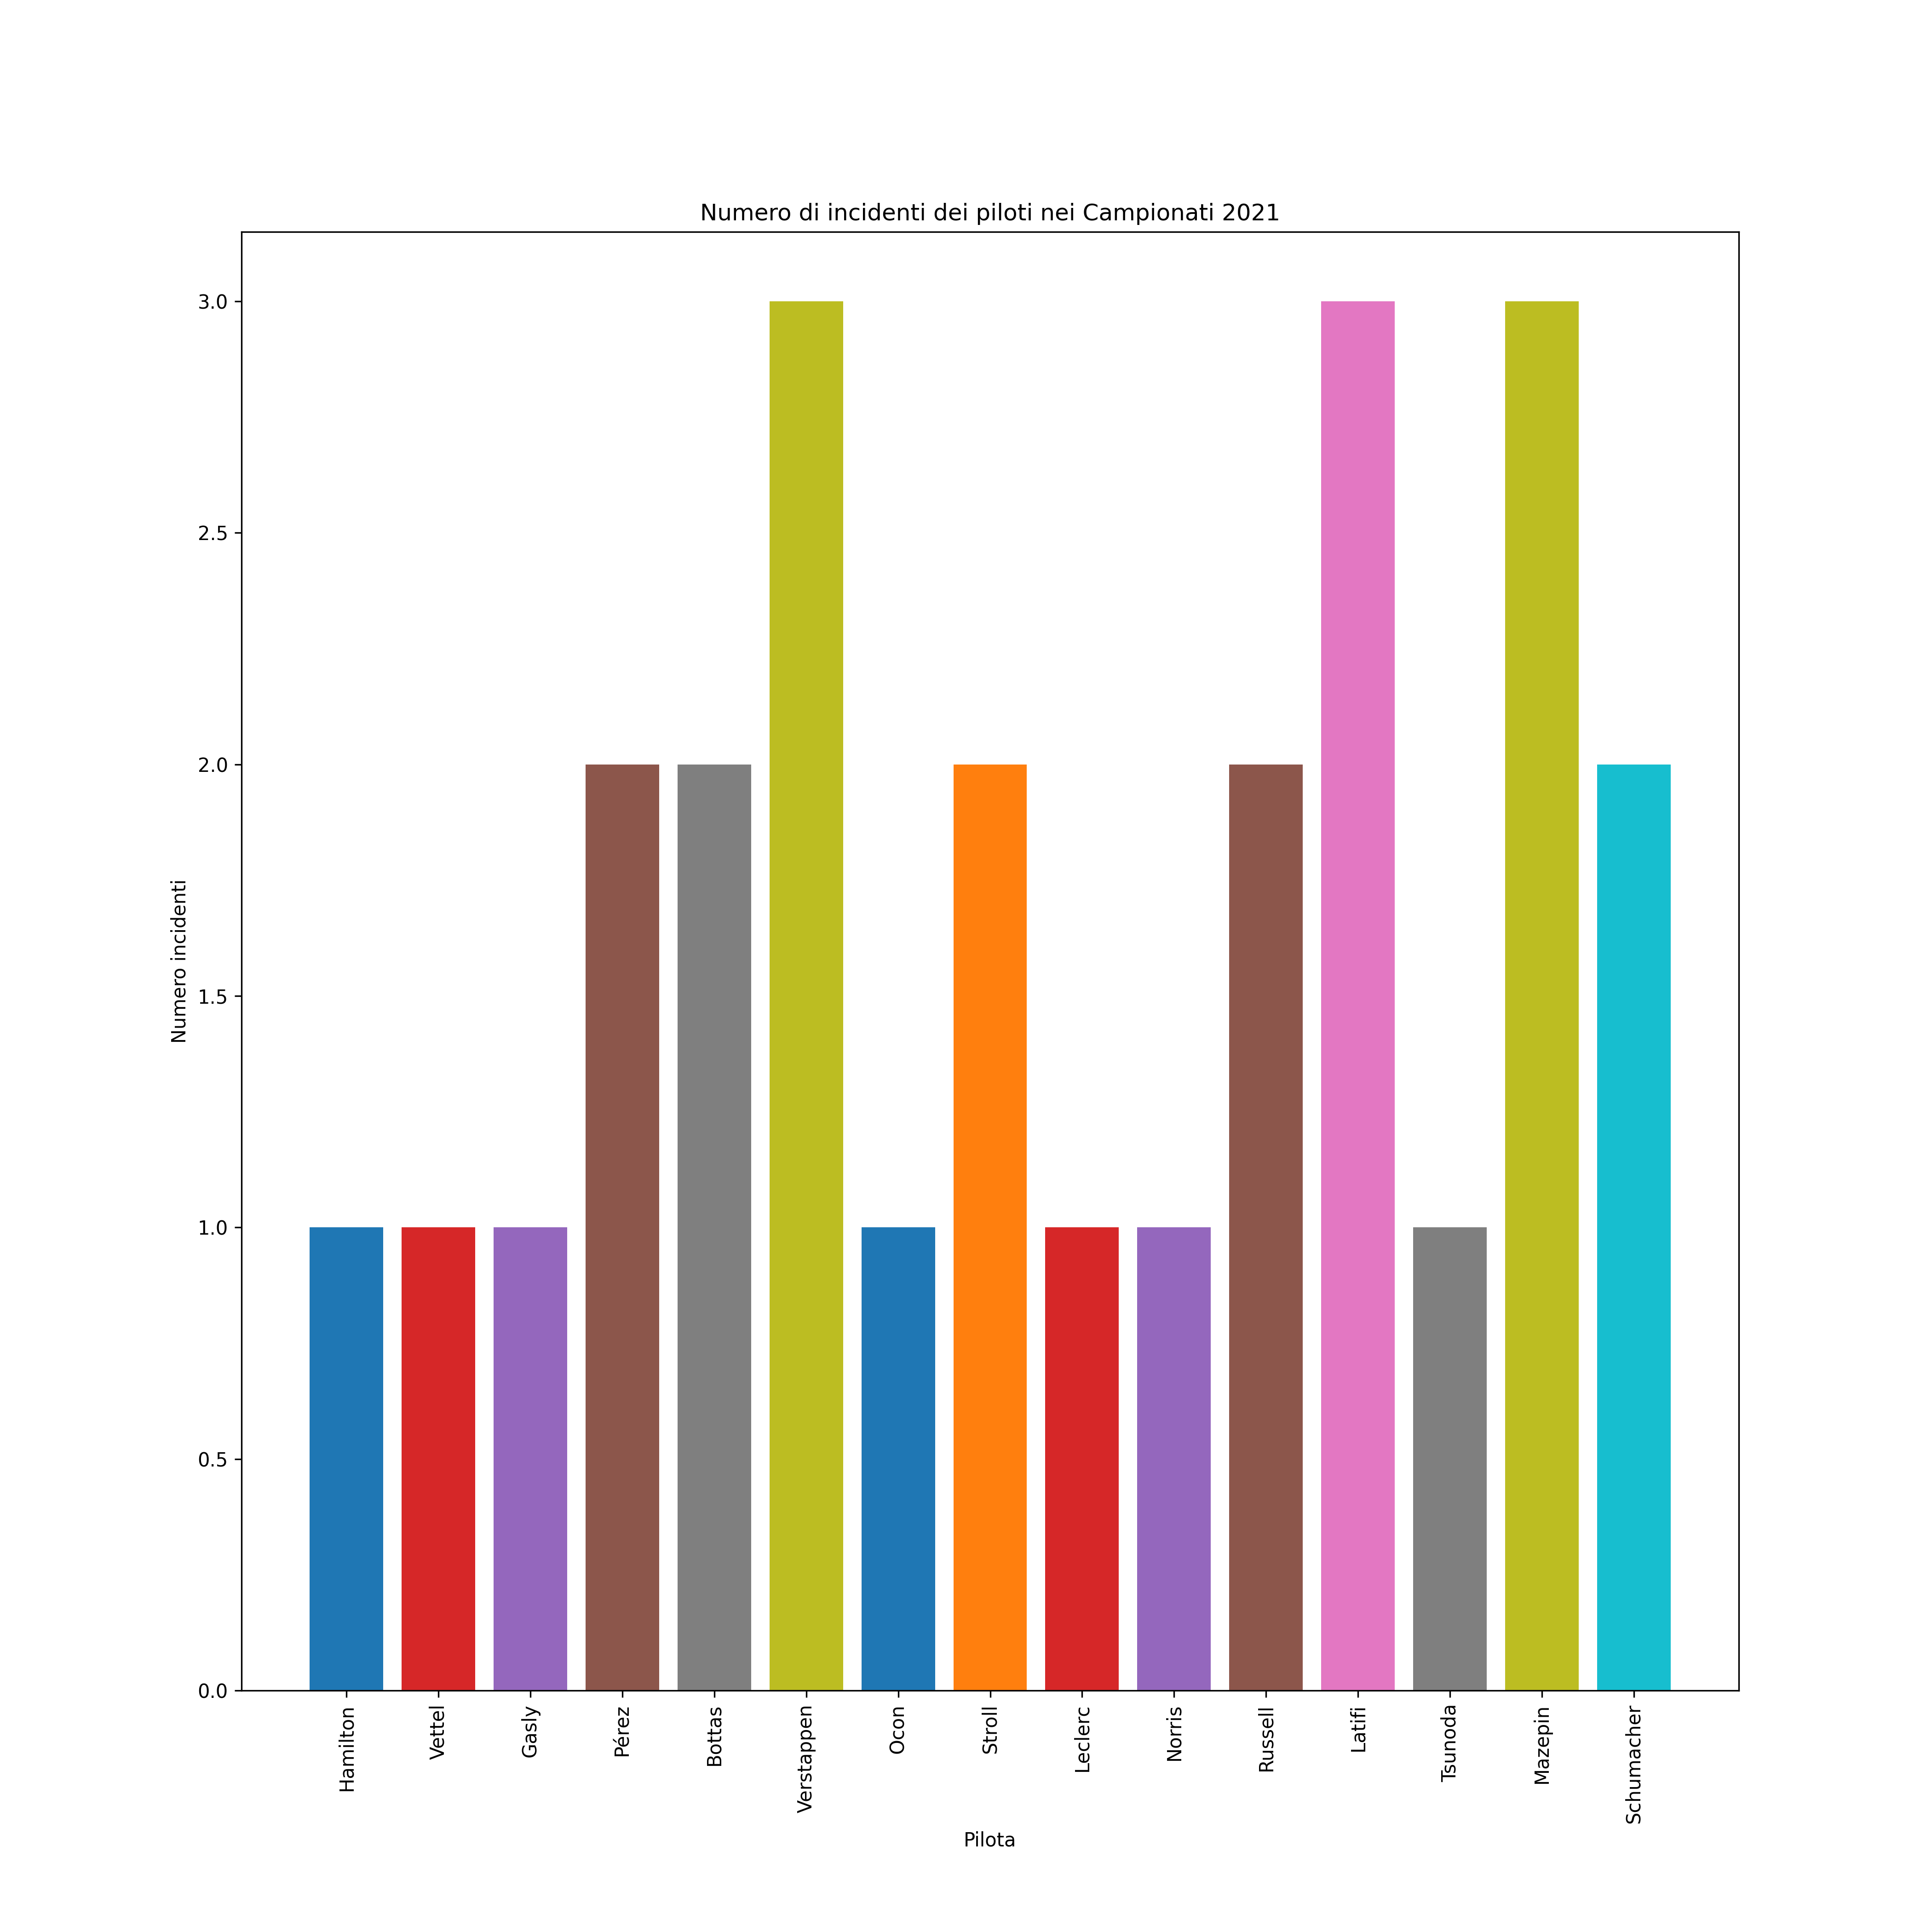 Numero di incidenti dei piloti nei Campionati 2021
3.0
2.5
2.0
1.5
1.0
0.5
0.0
Numero incidenti
Hamilton
Vettel
Gasly
Pérez
Bottas
Verstappen
Ocon
Stroll
Leclerc
Norris
Russell
Latifi
Tsunoda
Mazepin
Schumacher
Pilota